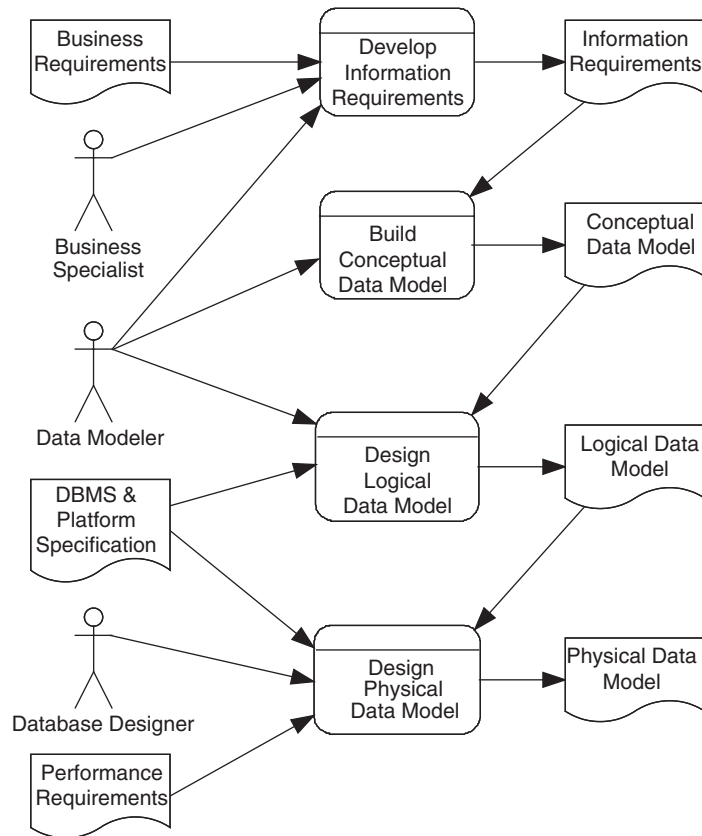 Business
Requirements
Develop
Information
Requirements
Information
Requirements
Business
Specialist
Build
Conceptual
Data Model
Conceptual
Data Model
Data Modeler
Design
Logical
Data Model
Logical Data
Model
DBMS &
Platform
Specification
Database Designer
Design
Physical
Data Model
Physical Data
Model
Performance
Requirements